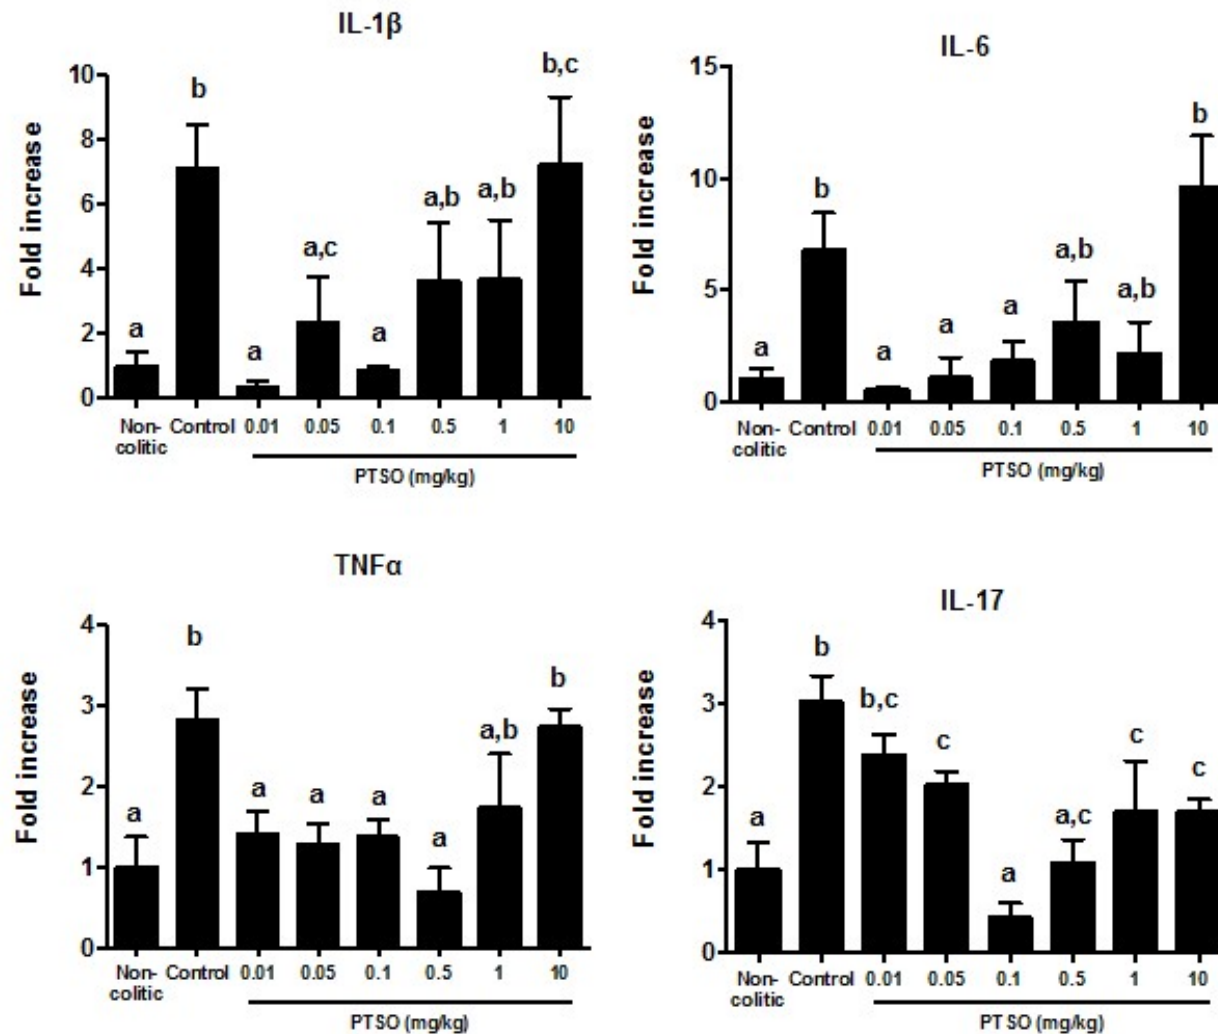 IL-1β
Fold increase
10
8
6
4
2
0
b
b,c
a,b
a,b
a,c
a
a
a
Non-colitic Control 0.01 0.05 0.1 0.5 1 10
PTSO (mg/kg)
IL-6
Fold increase
15
10
5
0
b
b
a,b
a,b
a
a
a
a
Non-colitic Control 0.01 0.05 0.1 0.5 1 10
PTSO (mg/kg)
TNFα
Fold increase
4
3
2
1
0
b
b
a,b
a
a
a
a
a
Non-colitic Control 0.01 0.05 0.1 0.5 1 10
PTSO (mg/kg)
IL-17
Fold increase
4
3
2
1
0
b
b,c
c
c
c
a,c
a
a
Non-colitic Control 0.01 0.05 0.1 0.5 1 10
PTSO (mg/kg)